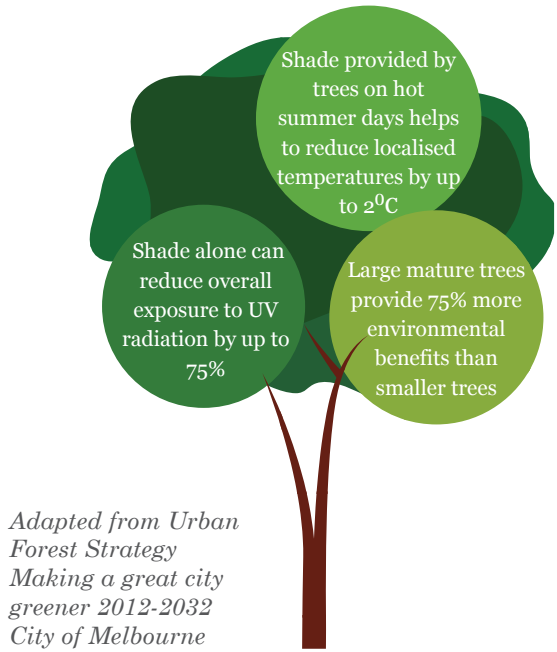 Shade provided by
trees on hot
summer days helps
to reduce localised
temperatures by up
to 2⁰C
Shade alone can
reduce overall
exposure to UV
radiation by up to
75%
Large mature trees
provide 75% more
environmental
benefits than
smaller trees
Adapted from Urban
Forest Strategy
Making a great city
greener 2012-2032
City of Melbourne